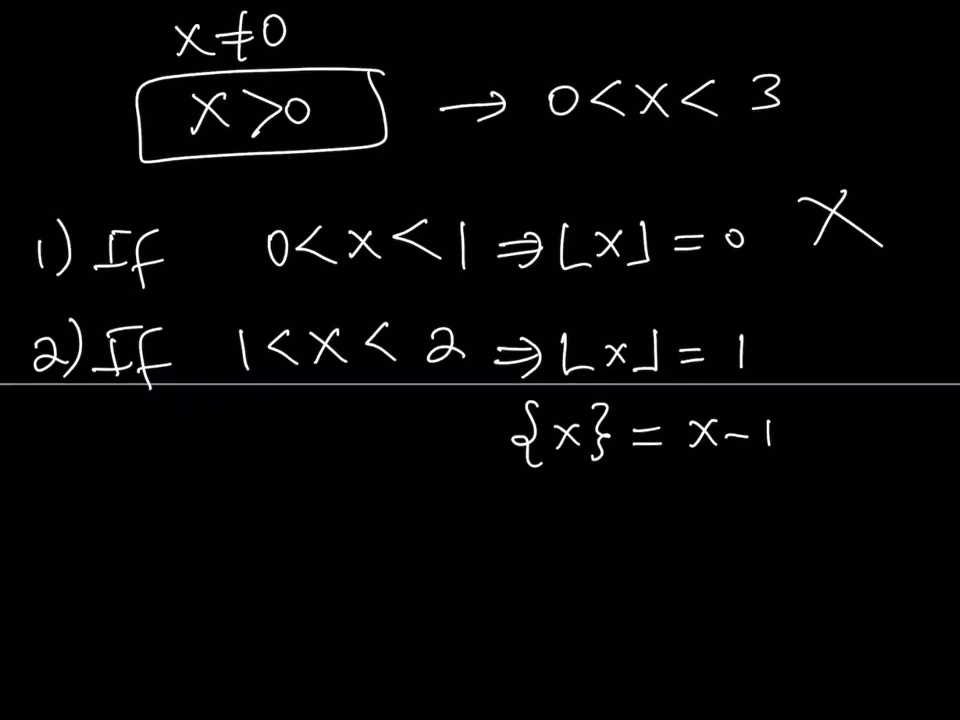 x≠0
x>0 → 0<x<3
1) If 0<x<1 ⇒ ⌊x⌋ = 0 X
2) If 1<x<2 ⇒ ⌊x⌋ = 1
{x} = x-1